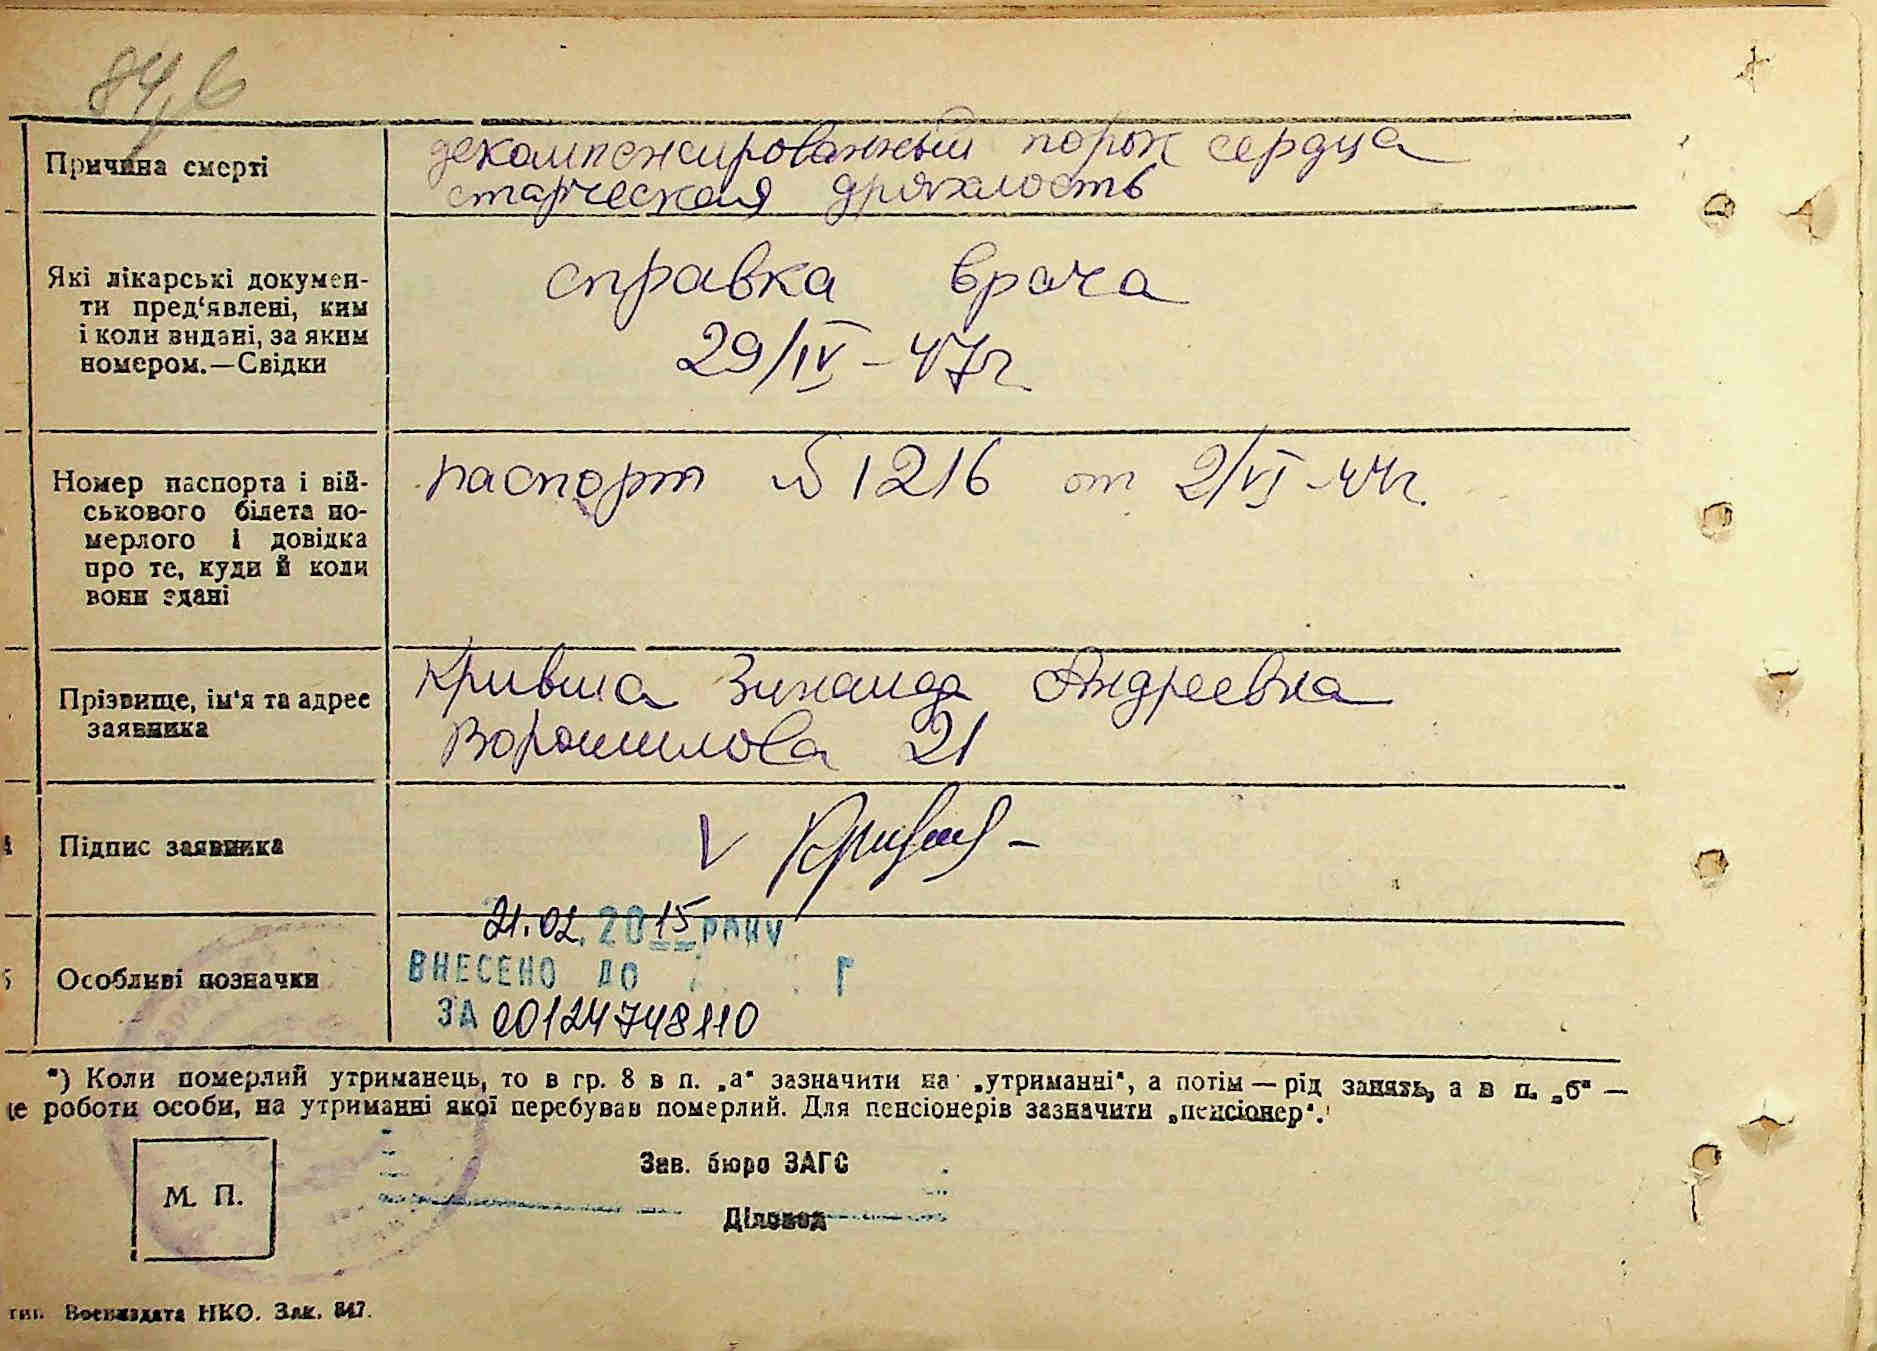 84,6
Причина смерті
декомпенсированный порок сердца
старческая дряхлость
Які лікарські докумен-
ти пред'явлені, ким
і коли видані, за яким
номером.—Свідки
справка врача
29/IV – 47г
Номер паспорта і вій-
ськового білета по-
мерлого і довідка
про те, куди й коли
вони здані
паспорт № 1216 от 2/VI – 44г.
Прізвище, ім'я та адрес
заявника
Кривша Зинаида Андреевна
Ворошилова 21
Підпис заявника
V
Особливі позначки
21.02.2015 РОКУ
ВНЕСЕНО ДО Г
ЗА 00124748110
*) Коли померлий утриманець, то в гр. 8 в п. „а“ зазначити на „утриманні“, а потім — рід занять, а в п. „б“ —
це роботи особи, на утриманні якої перебував померлий. Для пенсіонерів зазначити „пенсіонер“.
М. П.
Зав. бюро ЗАГС
Діловод
тип. Воениздата НКО. Зак. 847.